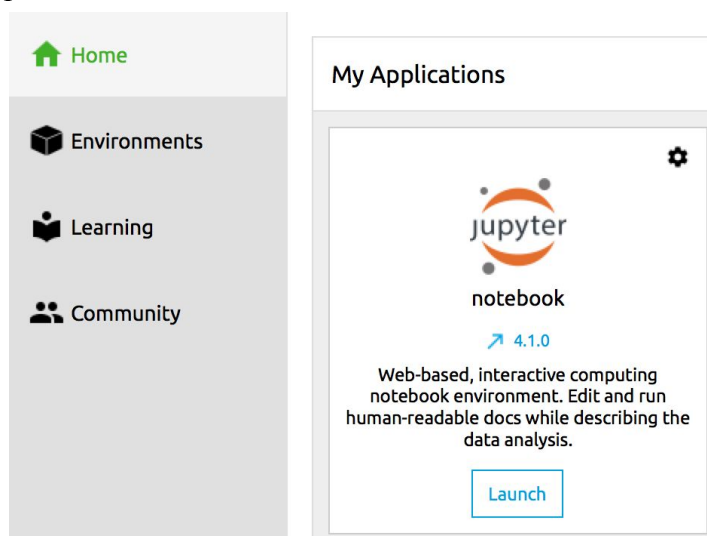 Home
Environments
Learning
Community
My Applications
jupyter
notebook
4.1.0
Web-based, interactive computing
notebook environment. Edit and run
human-readable docs while describing the
data analysis.
Launch